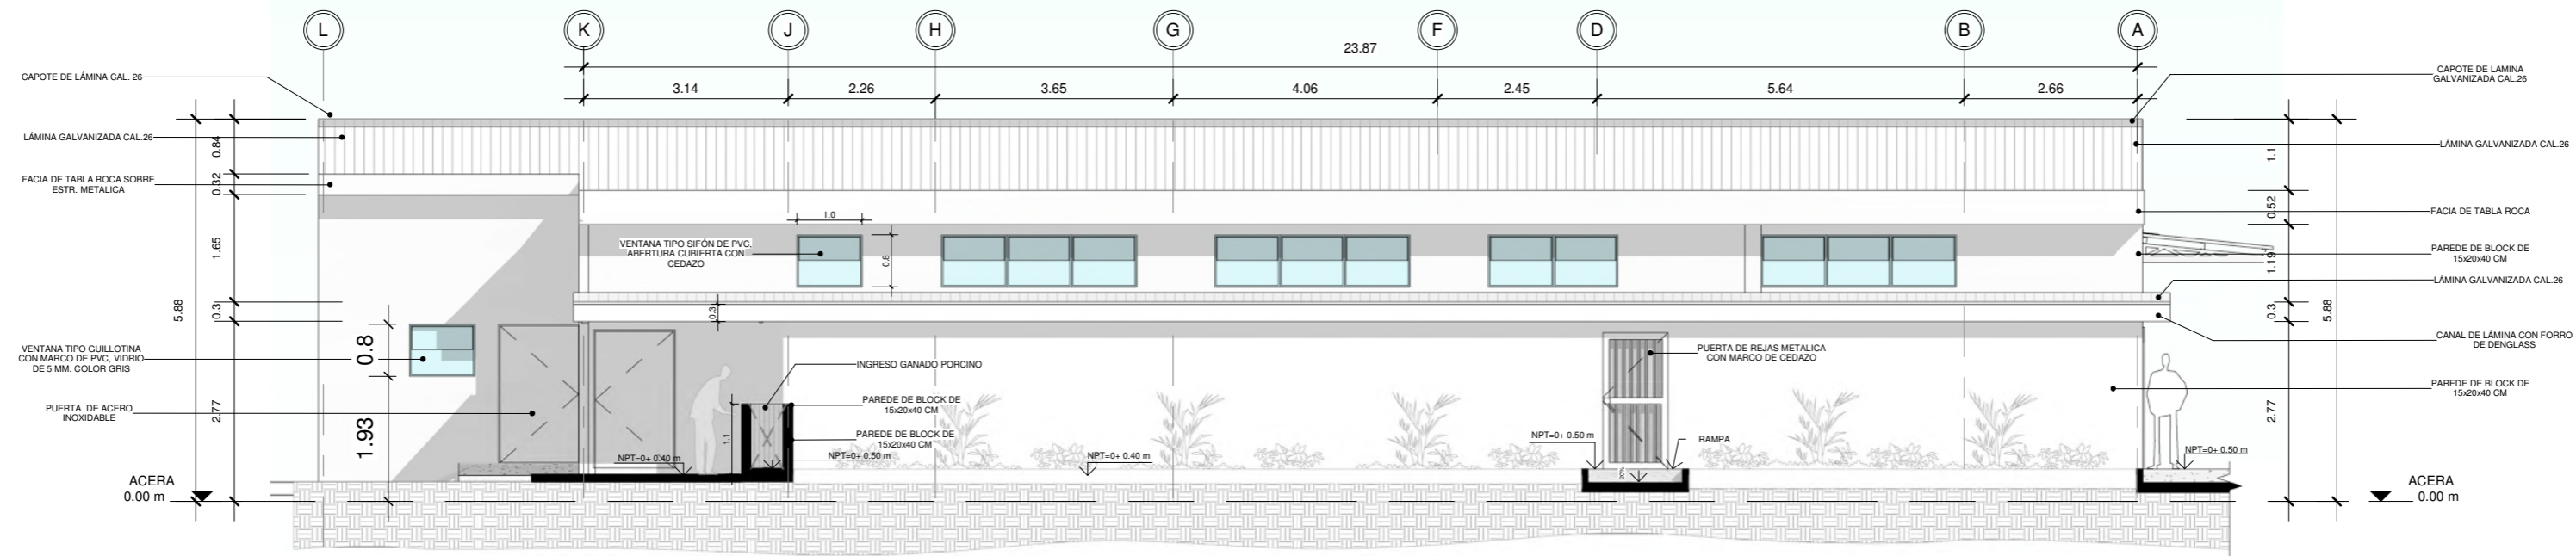 L
K
J
H
G
F
D
B
A
23.87
3.14
2.26
3.65
4.06
2.45
5.64
2.66
CAPOTE DE LÁMINA CAL. 26
LÁMINA GALVANIZADA CAL.26
FACIA DE TABLA ROCA SOBRE
ESTR. METALICA
VENTANA TIPO GUILLOTINA
CON MARCO DE PVC, VIDRIO
DE 5 MM. COLOR GRIS
PUERTA DE ACERO
INOXIDABLE
ACERA
0.00 m
5.88
0.84
0.32
1.65
0.3
2.77
0.8
1.93
1.0
VENTANA TIPO SIFÓN DE PVC.
ABERTURA CUBIERTA CON
CEDAZO
0.8
0.3
INGRESO GANADO PORCINO
PAREDE DE BLOCK DE
15x20x40 CM
PAREDE DE BLOCK DE
15x20x40 CM
1.1
NPT=0+ 0.40 m
NPT=0+ 0.50 m
NPT=0+ 0.40 m
NPT=0+ 0.50 m
PUERTA DE REJAS METALICA
CON MARCO DE CEDAZO
RAMPA
20%
NPT=0+ 0.50 m
CAPOTE DE LAMINA
GALVANIZADA CAL.26
LÁMINA GALVANIZADA CAL.26
FACIA DE TABLA ROCA
PAREDE DE BLOCK DE
15x20x40 CM
LÁMINA GALVANIZADA CAL.26
CANAL DE LÁMINA CON FORRO
DE DENGLASS
PAREDE DE BLOCK DE
15x20x40 CM
1.1
0.52
1.19
0.3
2.77
5.88
ACERA
0.00 m